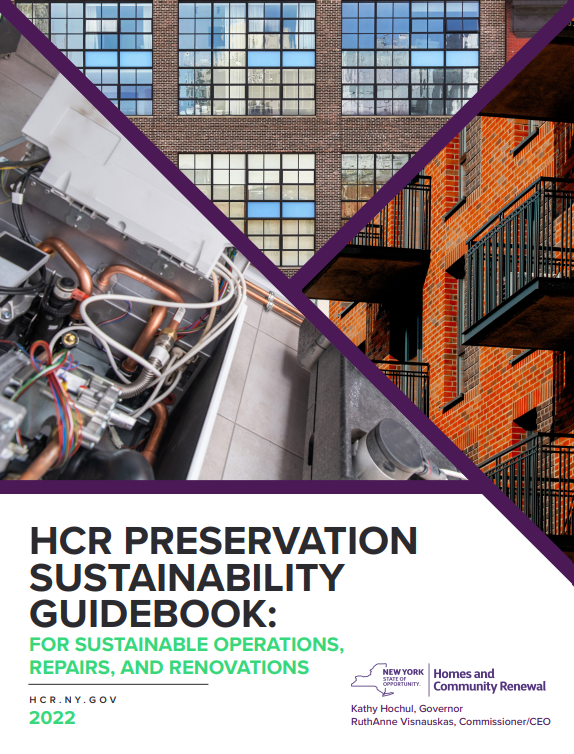 HCR PRESERVATION
SUSTAINABILITY
GUIDEBOOK:
FOR SUSTAINABLE OPERATIONS,
REPAIRS, AND RENOVATIONS
HCR.NY.GOV
2022
NEW YORK
STATE OF
OPPORTUNITY.
Homes and
Community Renewal
Kathy Hochul, Governor
RuthAnne Visnauskas, Commissioner/CEO